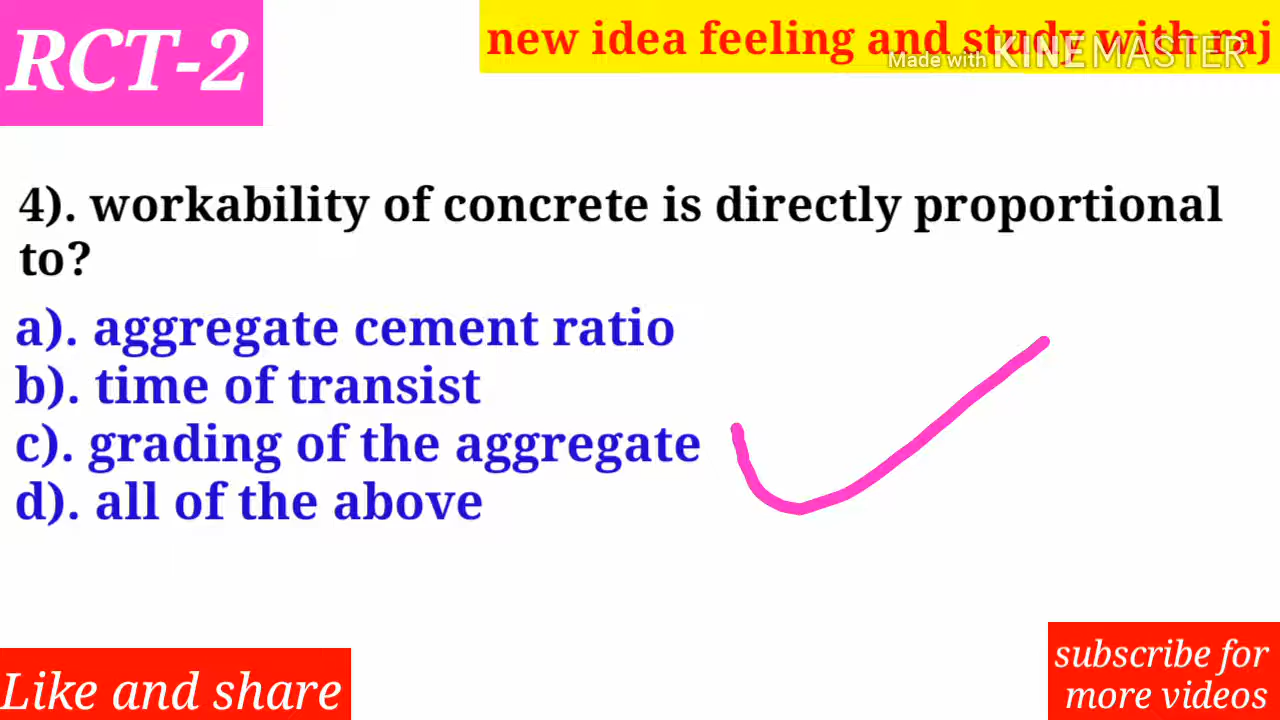 RCT-2
new idea feeling and study with raj
Made with KINEMASTER
4). workability of concrete is directly proportional
to?
a). aggregate cement ratio
b). time of transist
c). grading of the aggregate
d). all of the above
Like and share
subscribe for
more videos